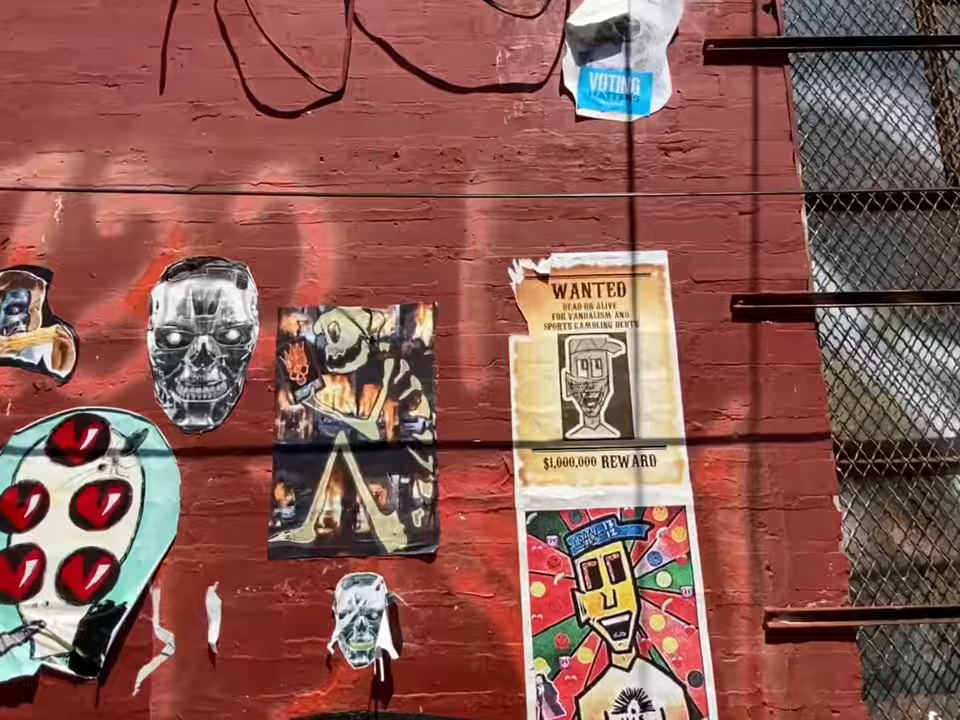 VOTING
MATTERS
WANTED
DEAD OR ALIVE
FOR VANDALISM AND
SPORTS GAMBLING DEBTS
$1,000,000 REWARD